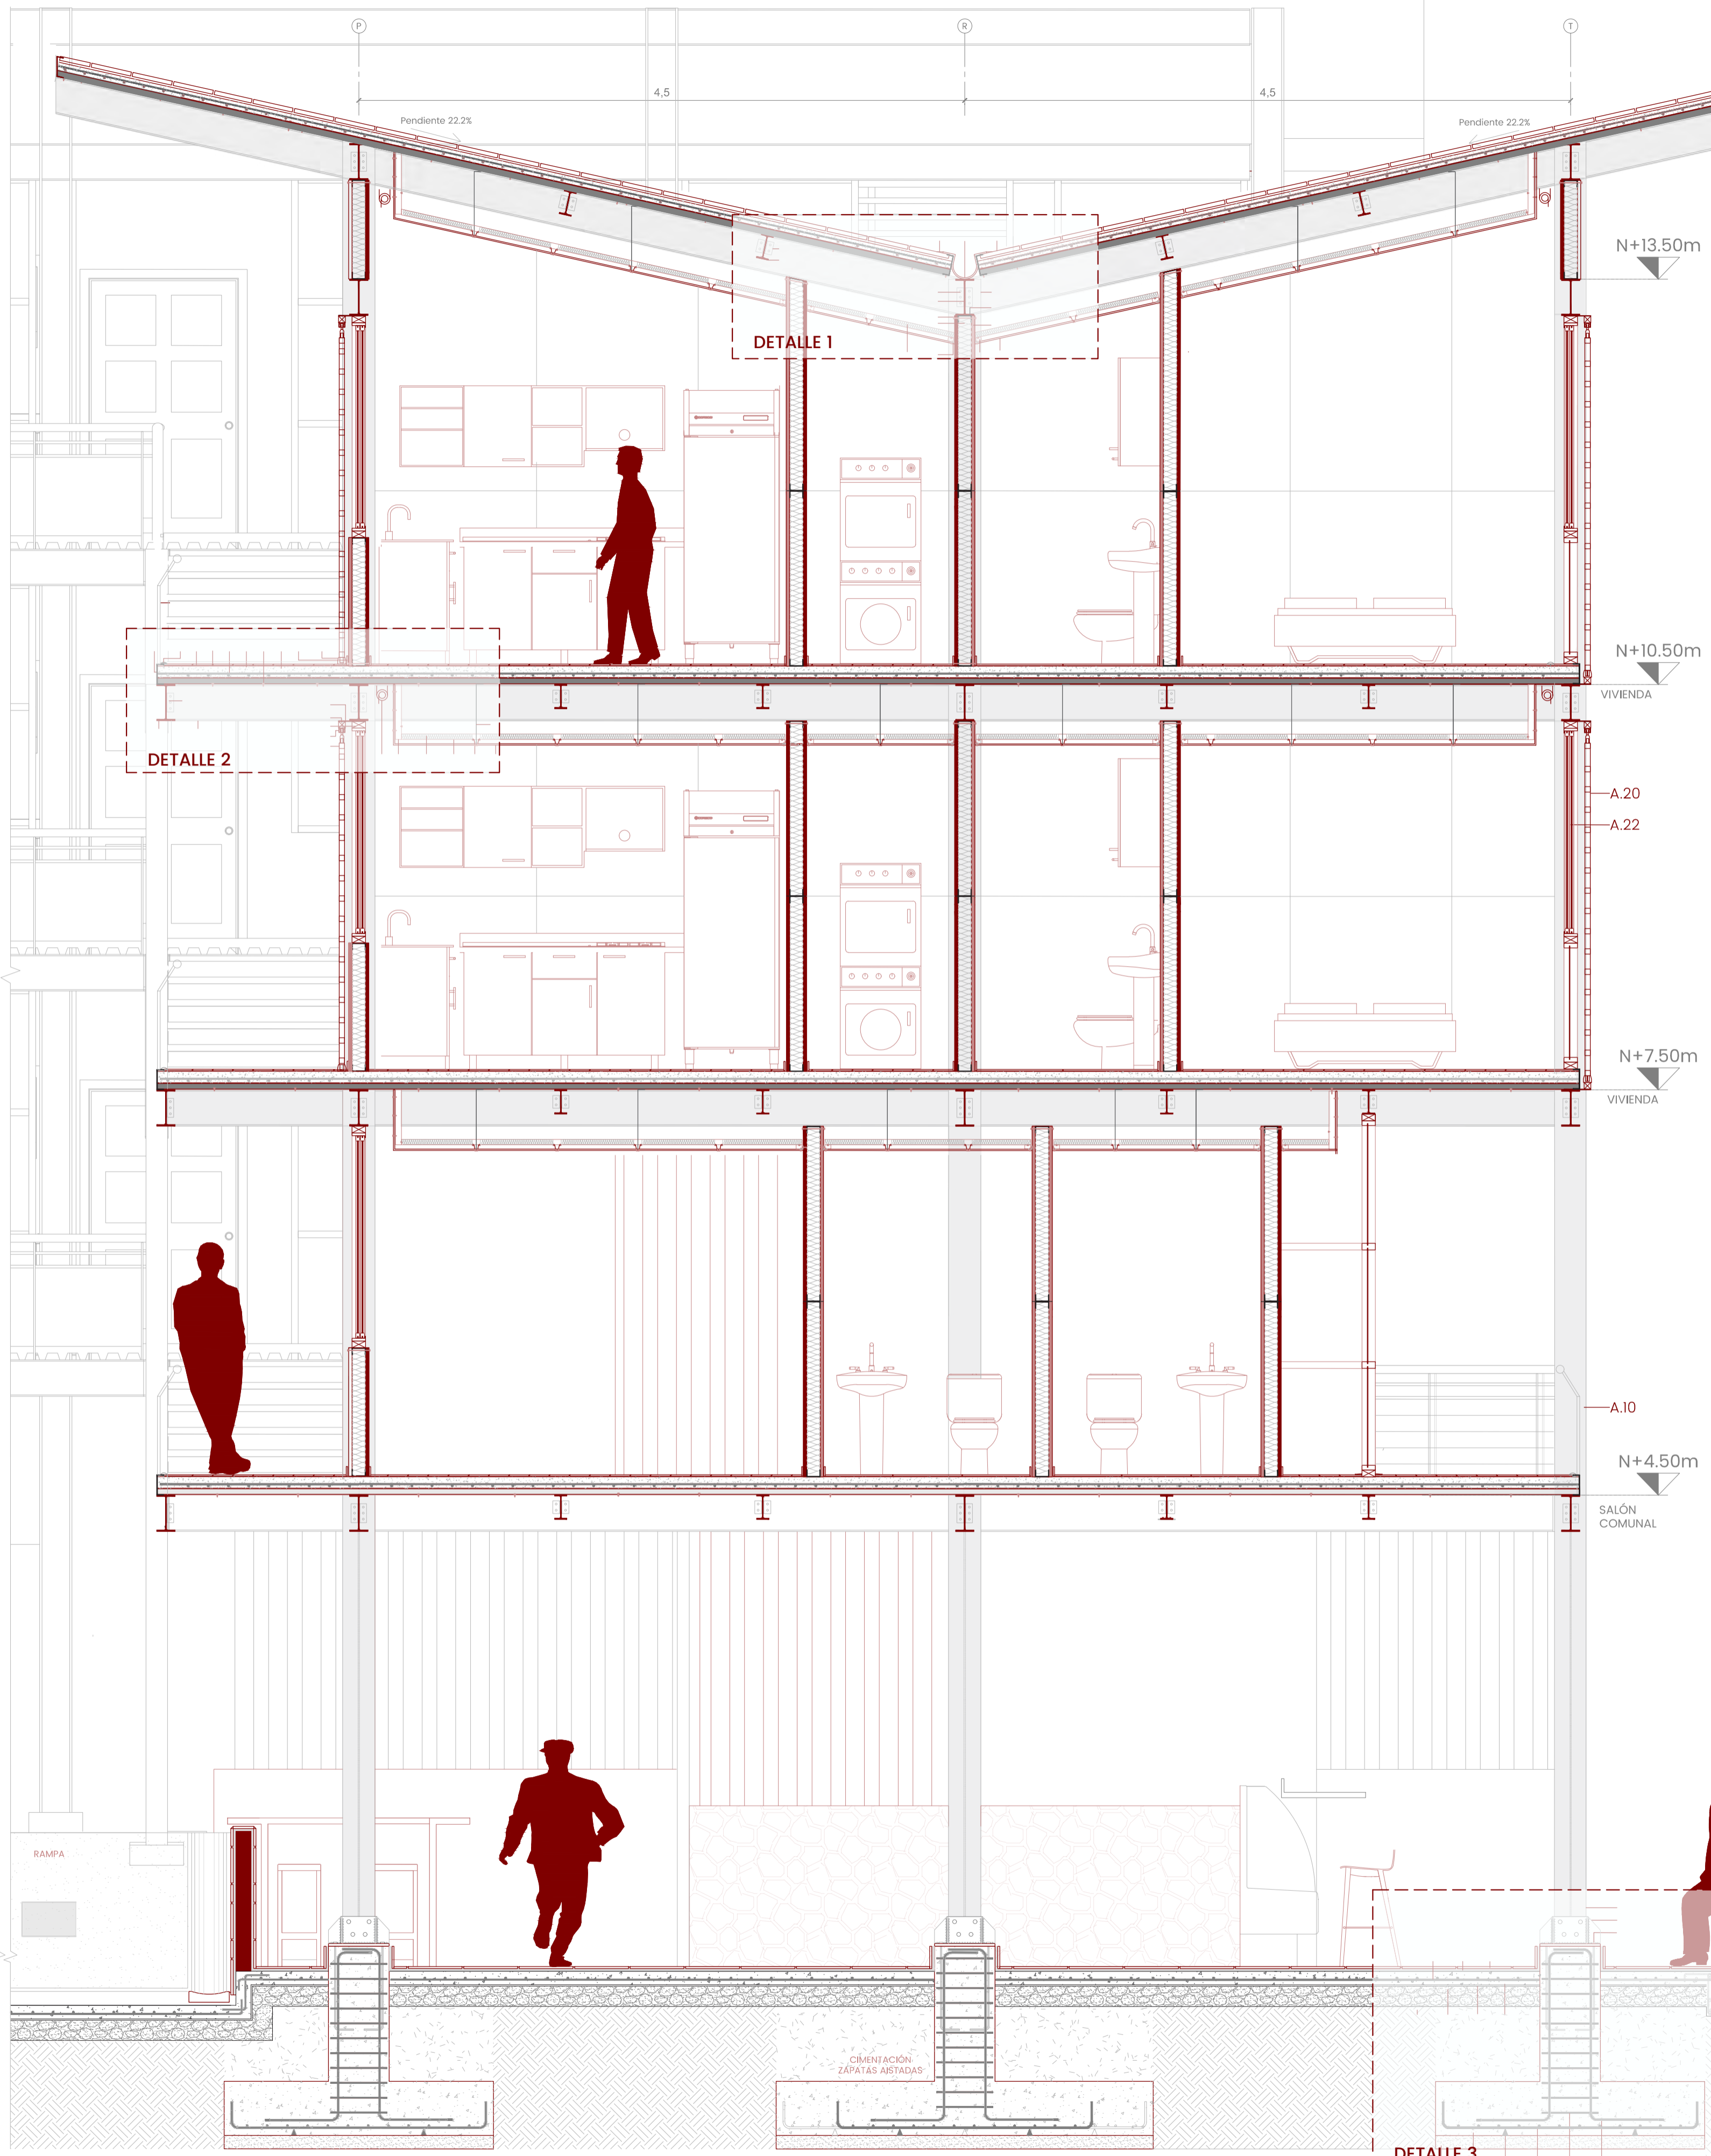 P
R
T
4,5
4,5
Pendiente 22.2%
Pendiente 22.2%
N+13.50m
DETALLE 1
N+10.50m
VIVIENDA
DETALLE 2
A.20
A.22
N+7.50m
VIVIENDA
A.10
N+4.50m
SALÓN
COMUNAL
RAMPA
CIMENTACIÓN
ZAPATAS AISTADAS
DETALLE 3